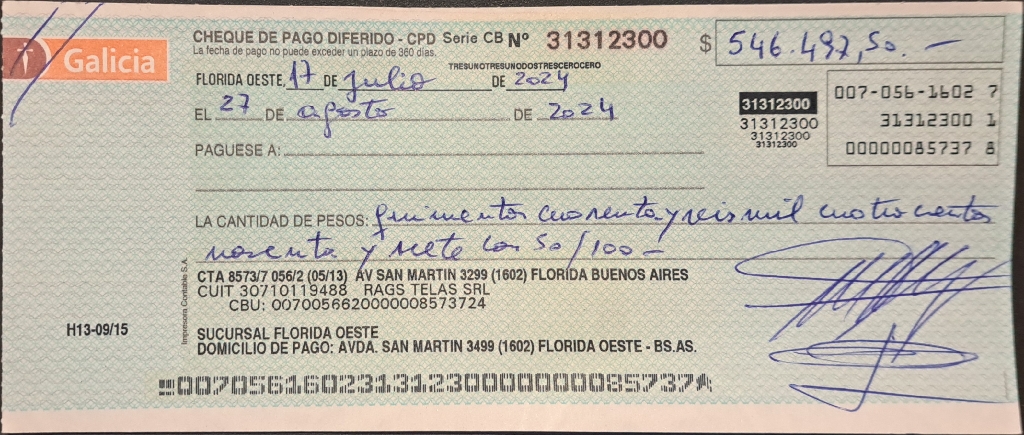 Galicia
CHEQUE DE PAGO DIFERIDO - CPD Serie CB Nº 31312300 $ 546.497,50.-
La fecha de pago no puede exceder un plazo de 360 días.
TRESUNOTRESUNODOSTRESCEROCERO
FLORIDA OESTE, 17 DE Julio DE 2024
EL 27 DE agosto DE 2024
31312300
31312300
31312300
31312300
007-056-1602 7
31312300 1
00000085737 8
PAGUESE A:
LA CANTIDAD DE PESOS: quinientos cuarenta y seis mil cuatrocientos
noventa y siete con 50/100-
CTA 8573/7 056/2 (05/13) AV SAN MARTIN 3299 (1602) FLORIDA BUENOS AIRES
CUIT 30710119488 RAGS TELAS SRL
CBU: 0070056620000008573724
Impresora Contable S.A.
H13-09/15
SUCURSAL FLORIDA OESTE
DOMICILIO DE PAGO: AVDA. SAN MARTIN 3499 (1602) FLORIDA OESTE - BS.AS.